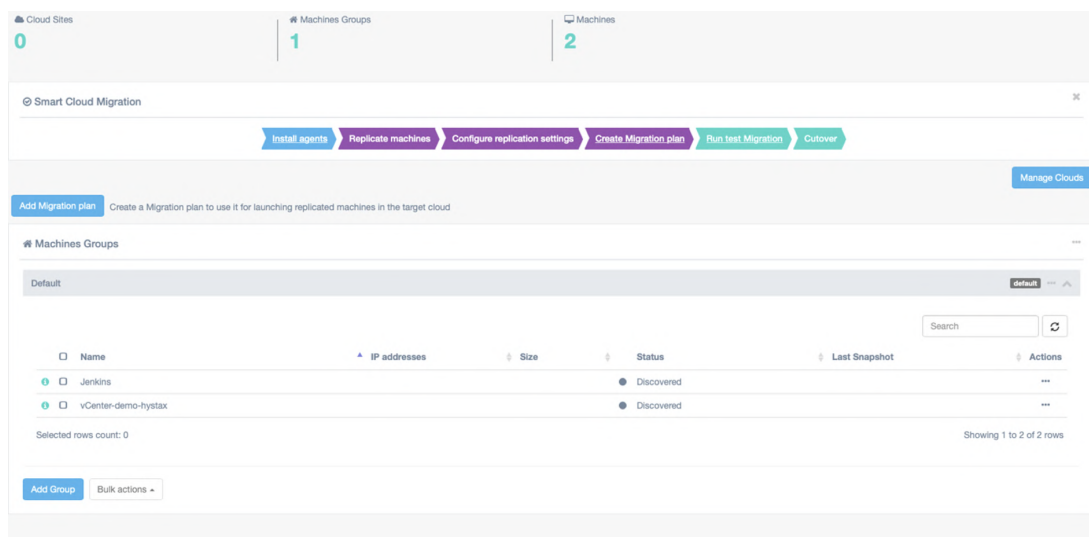 Cloud Sites
0
Machines Groups
1
Machines
2
Smart Cloud Migration
Install agents Replicate machines Configure replication settings Create Migration plan Run test Migration Cutover
Manage Clouds
Add Migration plan Create a Migration plan to use it for launching replicated machines in the target cloud
Machines Groups
Default default
Search
Name IP addresses Size Status Last Snapshot Actions
Jenkins Discovered
vCenter-demo-hystax Discovered
Selected rows count: 0 Showing 1 to 2 of 2 rows
Add Group Bulk actions